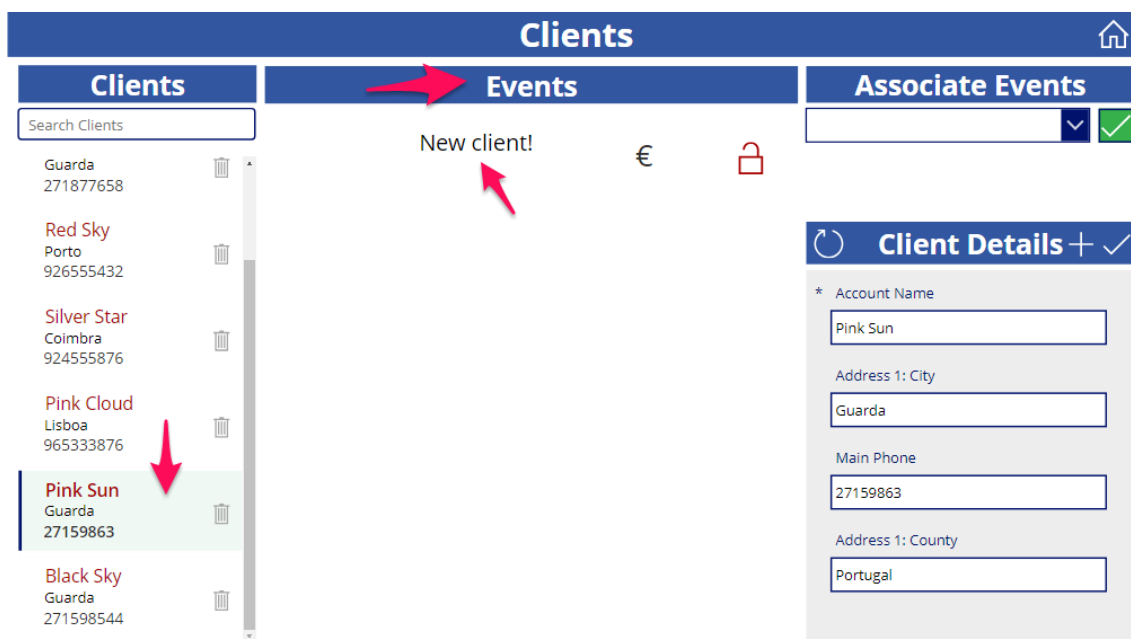 Clients
Clients
Search Clients
Guarda
271877658
Red Sky
Porto
926555432
Silver Star
Coimbra
924555876
Pink Cloud
Lisboa
965333876
Pink Sun
Guarda
27159863
Black Sky
Guarda
271598544
Events
New client!
€
Associate Events
Client Details
* Account Name
Pink Sun
Address 1: City
Guarda
Main Phone
27159863
Address 1: County
Portugal